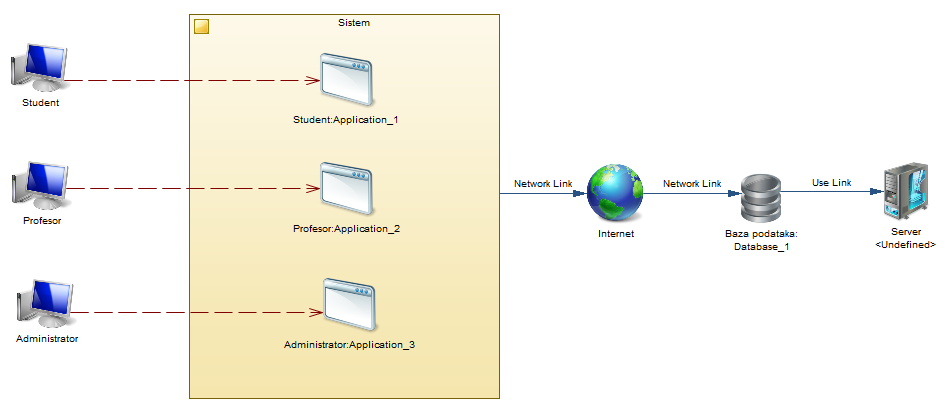 Sistem
Student
Student:Application_1
Profesor
Profesor:Application_2
Administrator
Administrator:Application_3
Network Link
Internet
Network Link
Baza podataka:
Database_1
Use Link
Server
<Undefined>